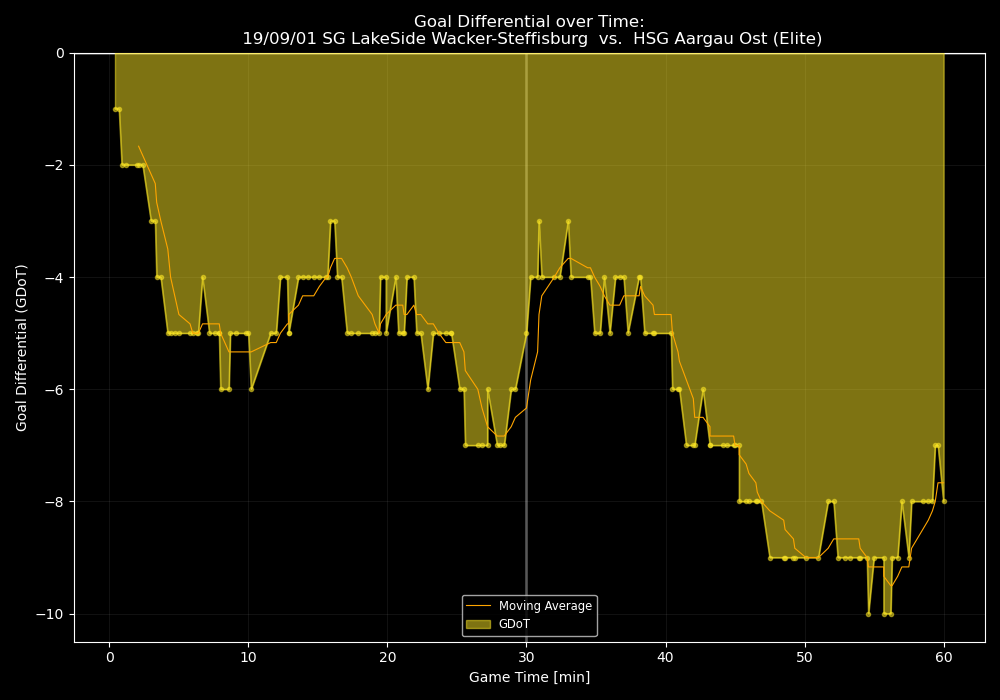 Goal Differential over Time:
19/09/01 SG LakeSide Wacker-Steffisburg  vs.  HSG Aargau Ost (Elite)
Goal Differential (GDoT)
0
−2
−4
−6
−8
−10
Moving Average
GDoT
0 10 20 30 40 50 60
Game Time [min]